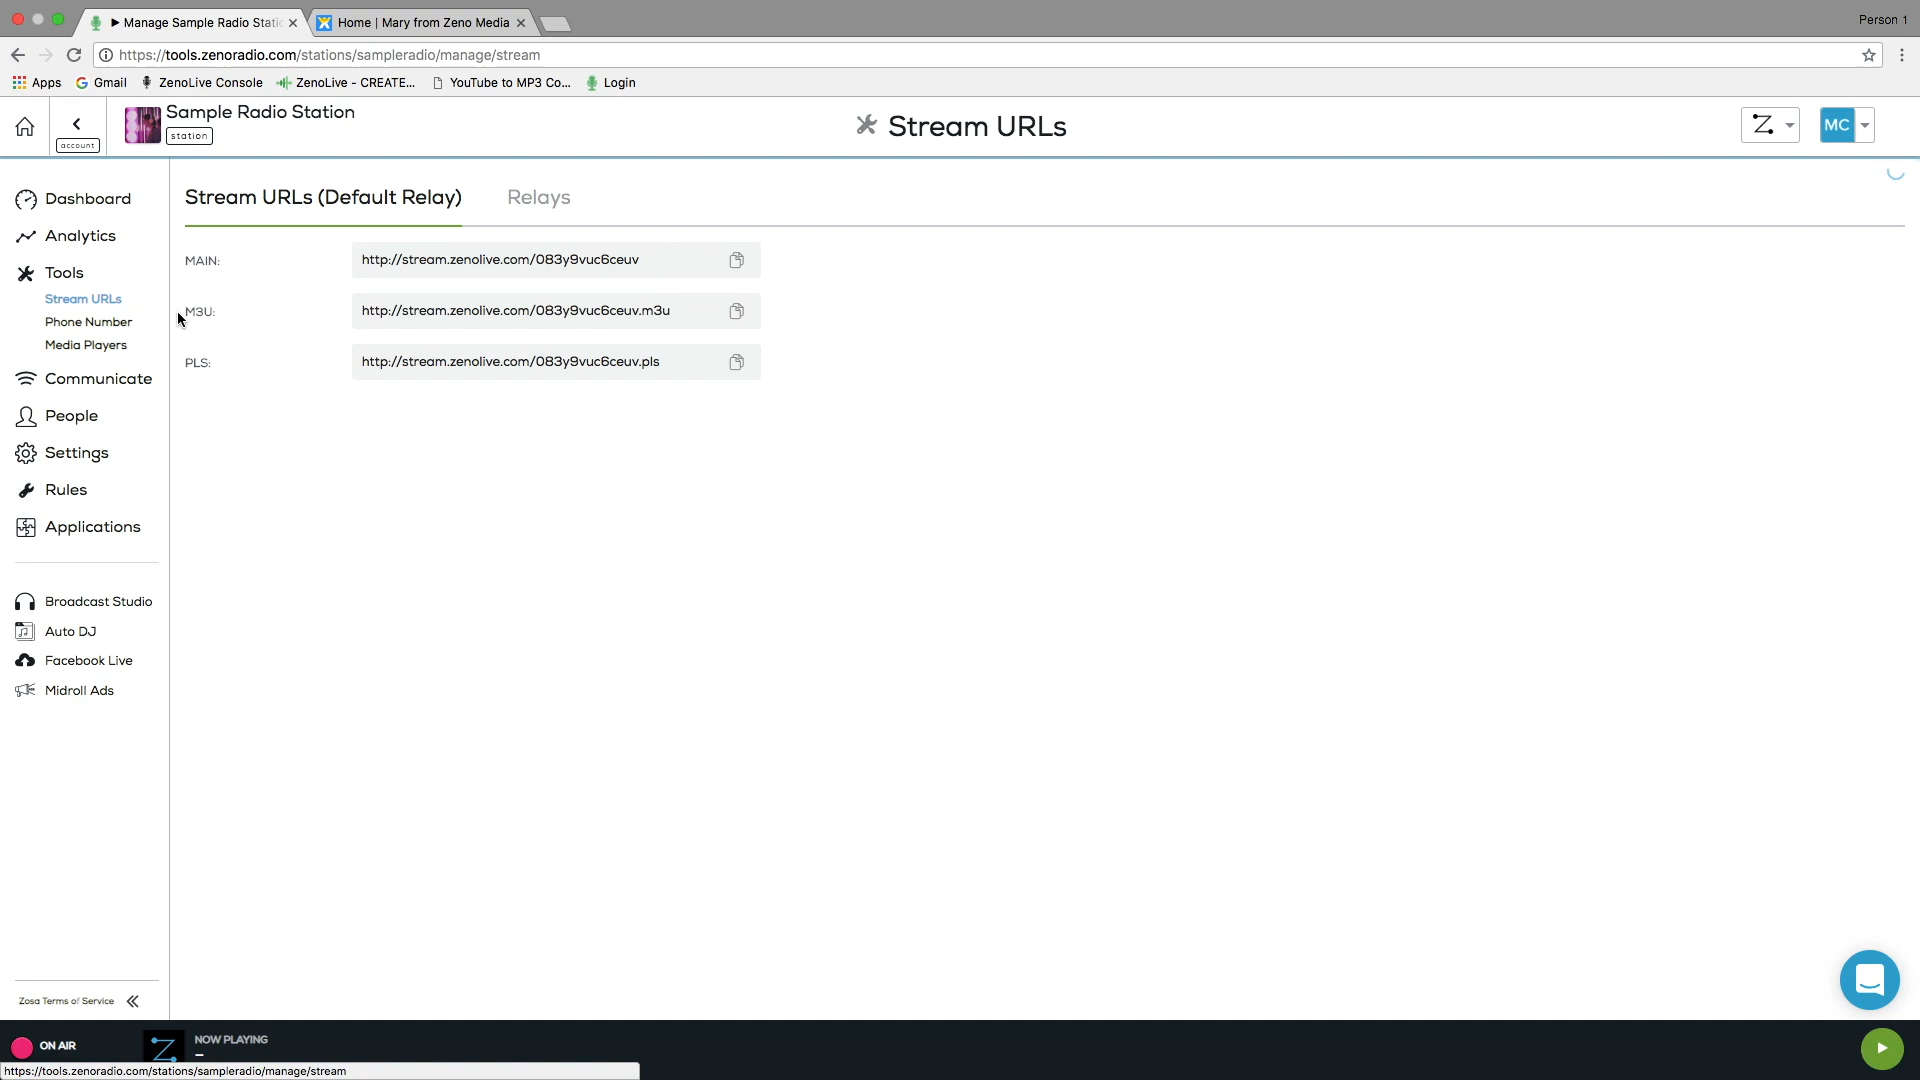 ▶ Manage Sample Radio Stati
Home | Mary from Zeno Media
Person 1
https://tools.zenoradio.com/stations/sampleradio/manage/stream
Apps
Gmail
ZenoLive Console
ZenoLive - CREATE...
YouTube to MP3 Co...
Login
account
Sample Radio Station
station
Stream URLs
MC
Dashboard
Analytics
Tools
Stream URLs
Phone Number
Media Players
Communicate
People
Settings
Rules
Applications
Broadcast Studio
Auto DJ
Facebook Live
Midroll Ads
Zosa Terms of Service
Stream URLs (Default Relay)
Relays
MAIN:
http://stream.zenolive.com/083y9vuc6ceuv
M3U:
http://stream.zenolive.com/083y9vuc6ceuv.m3u
PLS:
http://stream.zenolive.com/083y9vuc6ceuv.pls
ON AIR
NOW PLAYING
–
https://tools.zenoradio.com/stations/sampleradio/manage/stream